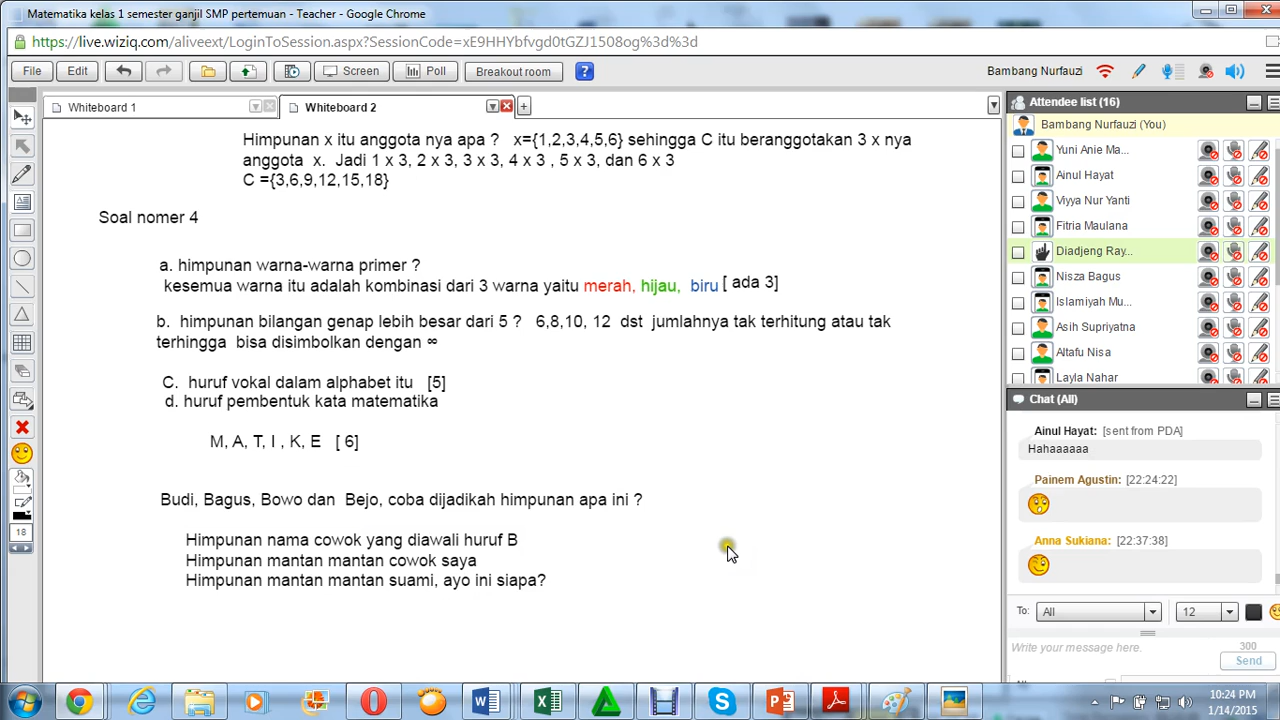 Matematika kelas 1 semester ganjil SMP pertemuan - Teacher - Google Chrome
https://live.wiziq.com/aliveext/LoginToSession.aspx?SessionCode=xE9HHYbfvgd0tGZJ1508og%3d%3d
File Edit Screen Poll Breakout room ? Bambang Nurfauzi
Whiteboard 1 Whiteboard 2
Himpunan x itu anggota nya apa ? x={1,2,3,4,5,6} sehingga C itu beranggotakan 3 x nya
anggota x. Jadi 1 x 3, 2 x 3, 3 x 3, 4 x 3 , 5 x 3, dan 6 x 3
C ={3,6,9,12,15,18}
Soal nomer 4
a. himpunan warna-warna primer ?
kesemua warna itu adalah kombinasi dari 3 warna yaitu merah, hijau, biru [ ada 3]
b. himpunan bilangan genap lebih besar dari 5 ? 6,8,10, 12 dst jumlahnya tak terhitung atau tak
terhingga bisa disimbolkan dengan ∞
C. huruf vokal dalam alphabet itu [5]
d. huruf pembentuk kata matematika
M, A, T, I , K, E [ 6]
Budi, Bagus, Bowo dan Bejo, coba dijadikah himpunan apa ini ?
Himpunan nama cowok yang diawali huruf B
Himpunan mantan mantan cowok saya
Himpunan mantan mantan suami, ayo ini siapa?
18
Attendee list (16)
Bambang Nurfauzi (You)
Yuni Anie Ma...
Ainul Hayat
Viyya Nur Yanti
Fitria Maulana
Diadjeng Ray...
Nisza Bagus
Islamiyah Mu...
Asih Supriyatna
Altafu Nisa
Layla Nahar
Chat (All)
Ainul Hayat: [sent from PDA]
Hahaaaaaa
Painem Agustin: [22:24:22]
Anna Sukiana: [22:37:38]
To: All 12
Write your message here. 300
Send
10:24 PM
1/14/2015